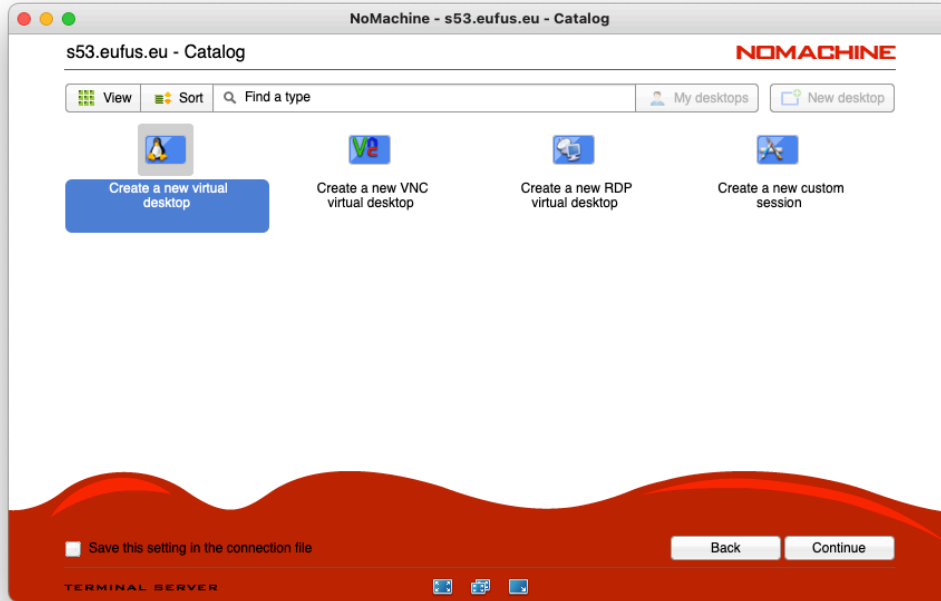 NoMachine - s53.eufus.eu - Catalog
s53.eufus.eu - Catalog
NOMACHINE
View
Sort
Find a type
My desktops
New desktop
Create a new virtual
desktop
Create a new VNC
virtual desktop
Create a new RDP
virtual desktop
Create a new custom
session
Save this setting in the connection file
Back
Continue
TERMINAL SERVER